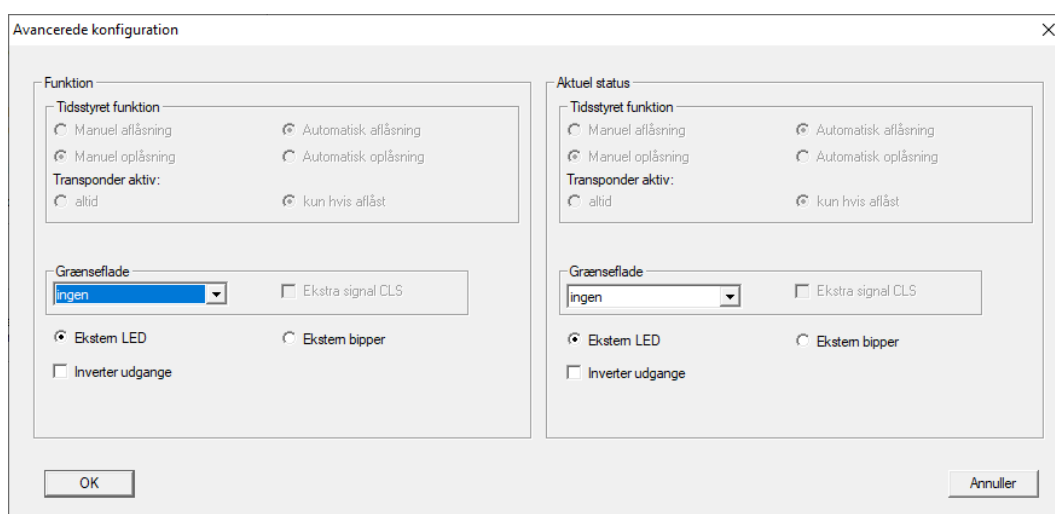 Avancerede konfiguration
Funktion
Tidsstyret funktion
Manuel aflåsning
Automatisk aflåsning
Manuel oplåsning
Automatisk oplåsning
Transponder aktiv:
altid
kun hvis aflåst
Grænseflade
ingen
Ekstra signal CLS
Ekstern LED
Ekstern bipper
Inverter udgange
Aktuel status
Tidsstyret funktion
Manuel aflåsning
Automatisk aflåsning
Manuel oplåsning
Automatisk oplåsning
Transponder aktiv:
altid
kun hvis aflåst
Grænseflade
ingen
Ekstra signal CLS
Ekstern LED
Ekstern bipper
Inverter udgange
OK
Annuller